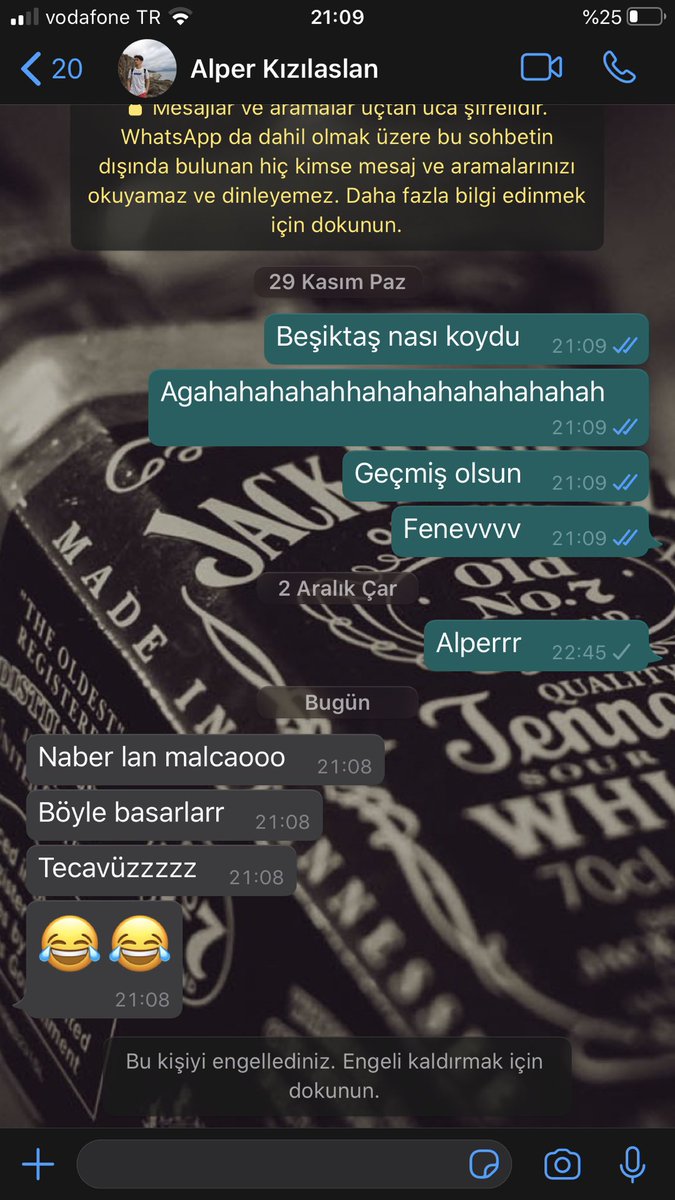 vodafone TR 21:09 %25
20 Alper Kızılaslan
Mesajlar ve aramalar uçtan uca şifrelidir.
WhatsApp da dahil olmak üzere bu sohbetin
dışında bulunan hiç kimse mesaj ve aramalarınızı
okuyamaz ve dinleyemez. Daha fazla bilgi edinmek
için dokunun.
29 Kasım Paz
Beşiktaş nası koydu 21:09
Agahahahahahhahahahahahahahah
21:09
Geçmiş olsun 21:09
Fenevvvv 21:09
2 Aralık Çar
Alperrr 22:45
Bugün
Naber lan malcaooo 21:08
Böyle basarlarr 21:08
Tecavüzzzzz 21:08
😂😂
21:08
Bu kişiyi engellediniz. Engeli kaldırmak için
dokunun.
JACK
MADE IN
Old
No.7
"THE OLDEST
REGISTERED
QUALITY
Tenne
SOUR
WHI
70cl